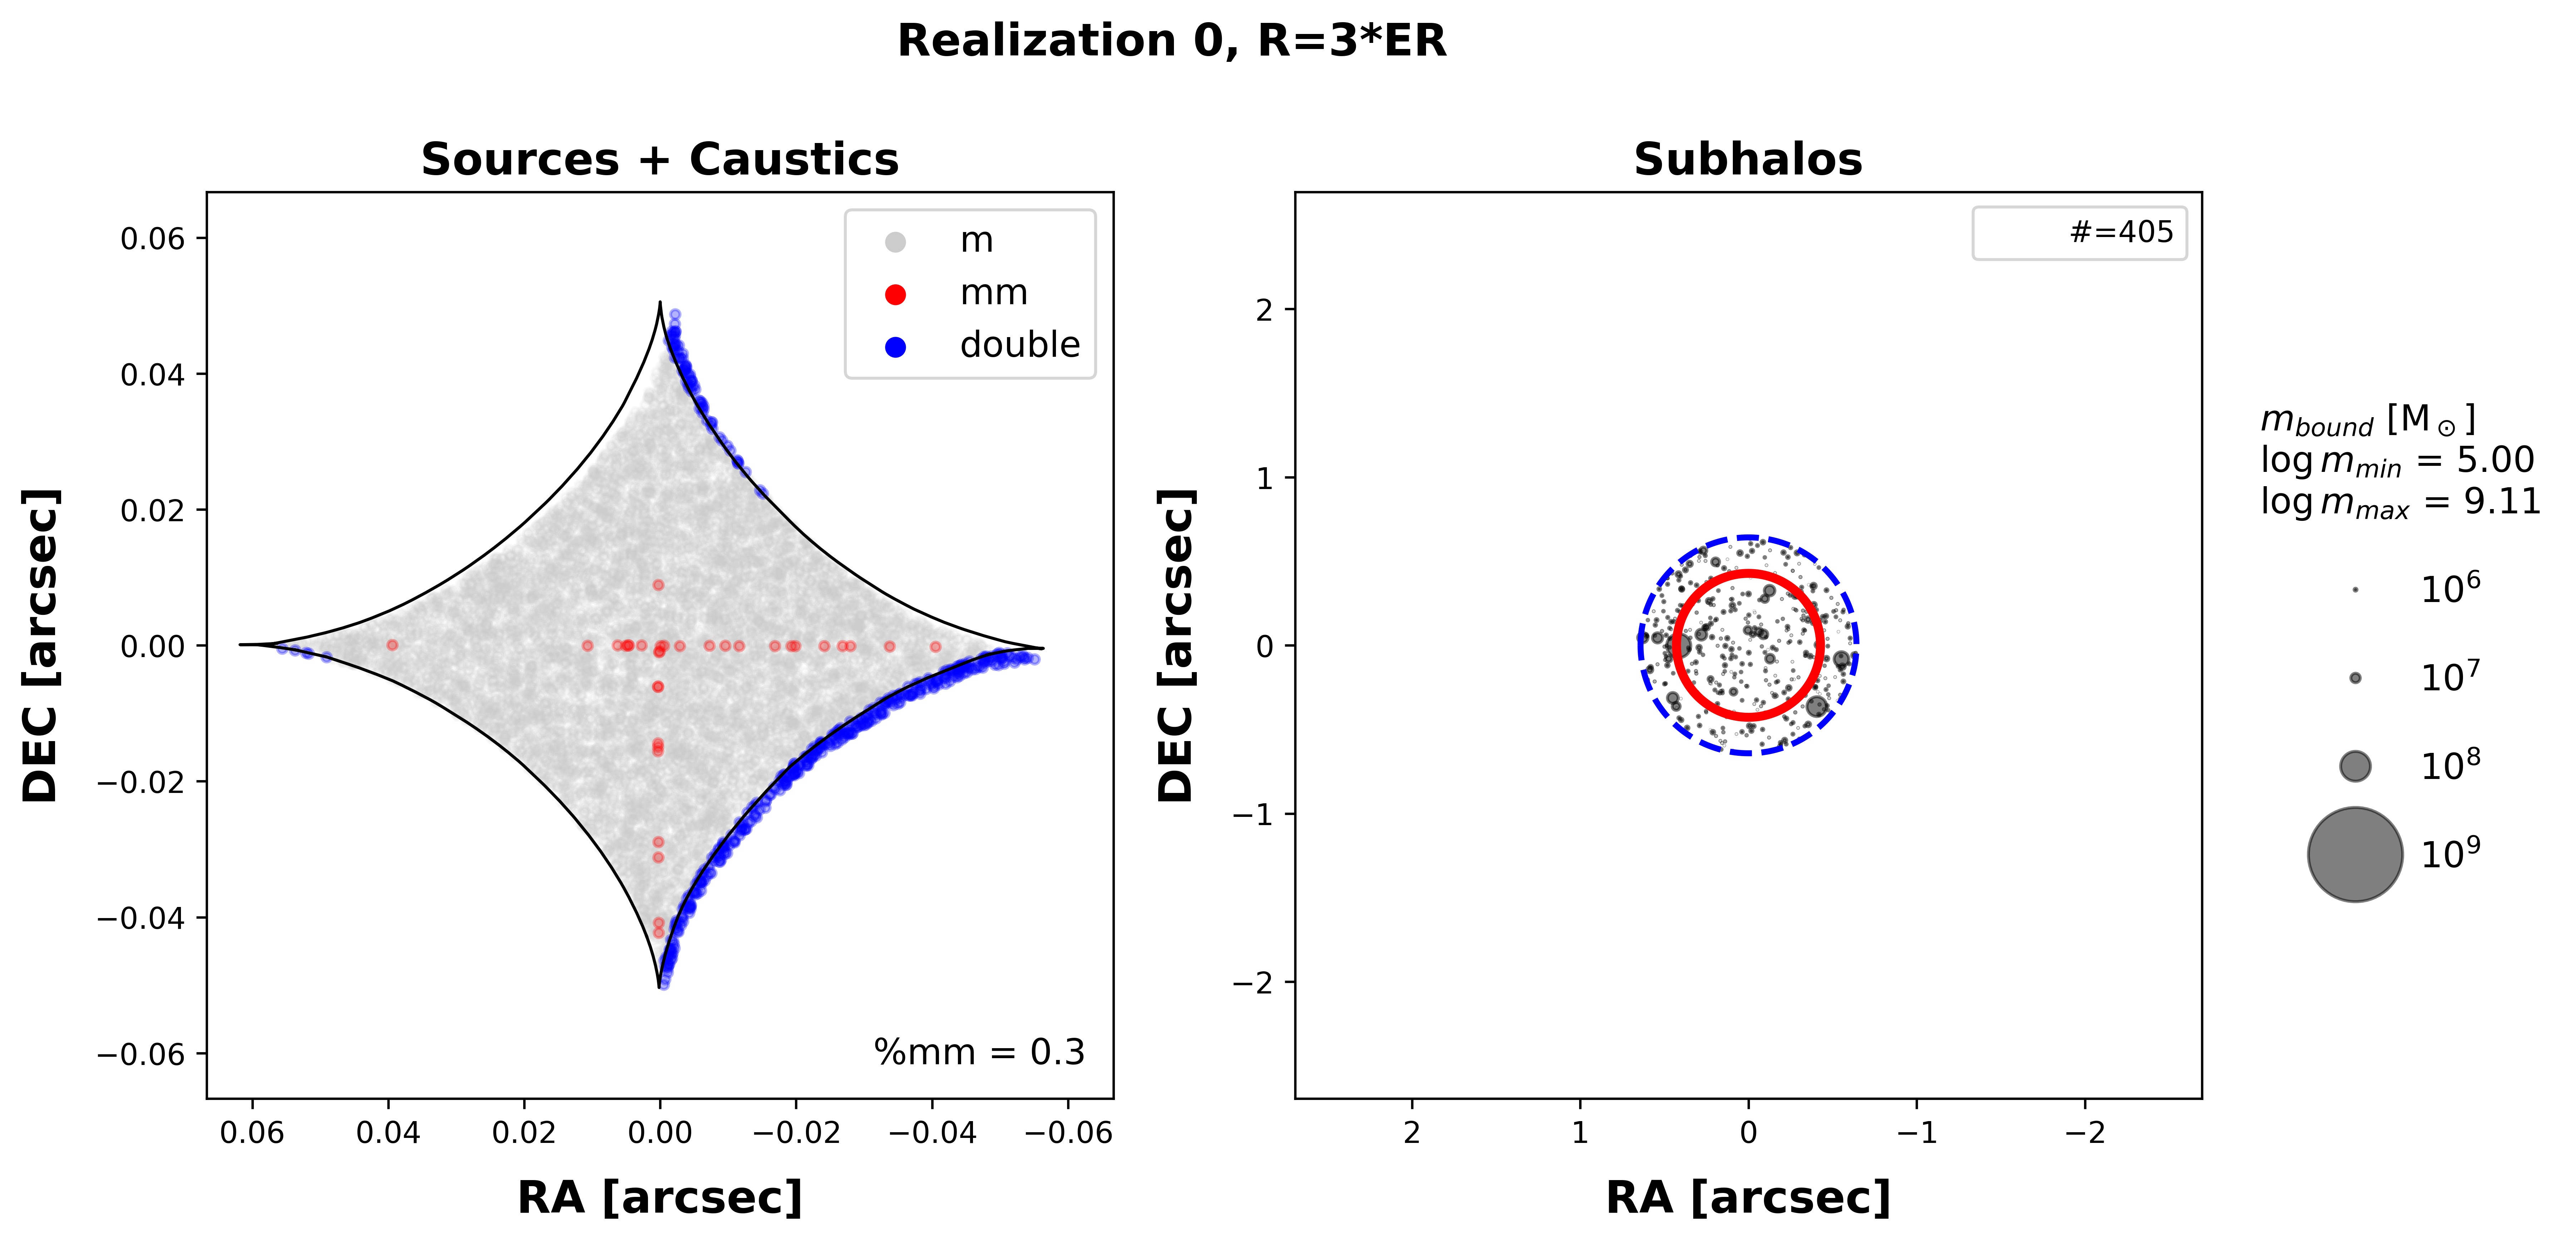 Realization 0, R=3*ER
Sources + Caustics
m
mm
double
DEC [arcsec]
0.06
0.04
0.02
0.00
−0.02
−0.04
−0.06
%mm = 0.3
0.06 0.04 0.02 0.00 −0.02 −0.04 −0.06
RA [arcsec]
Subhalos
#=405
DEC [arcsec]
2
1
0
−1
−2
2 1 0 −1 −2
RA [arcsec]
m_bound [M_⊙]
log m_min = 5.00
log m_max = 9.11
10^6
10^7
10^8
10^9